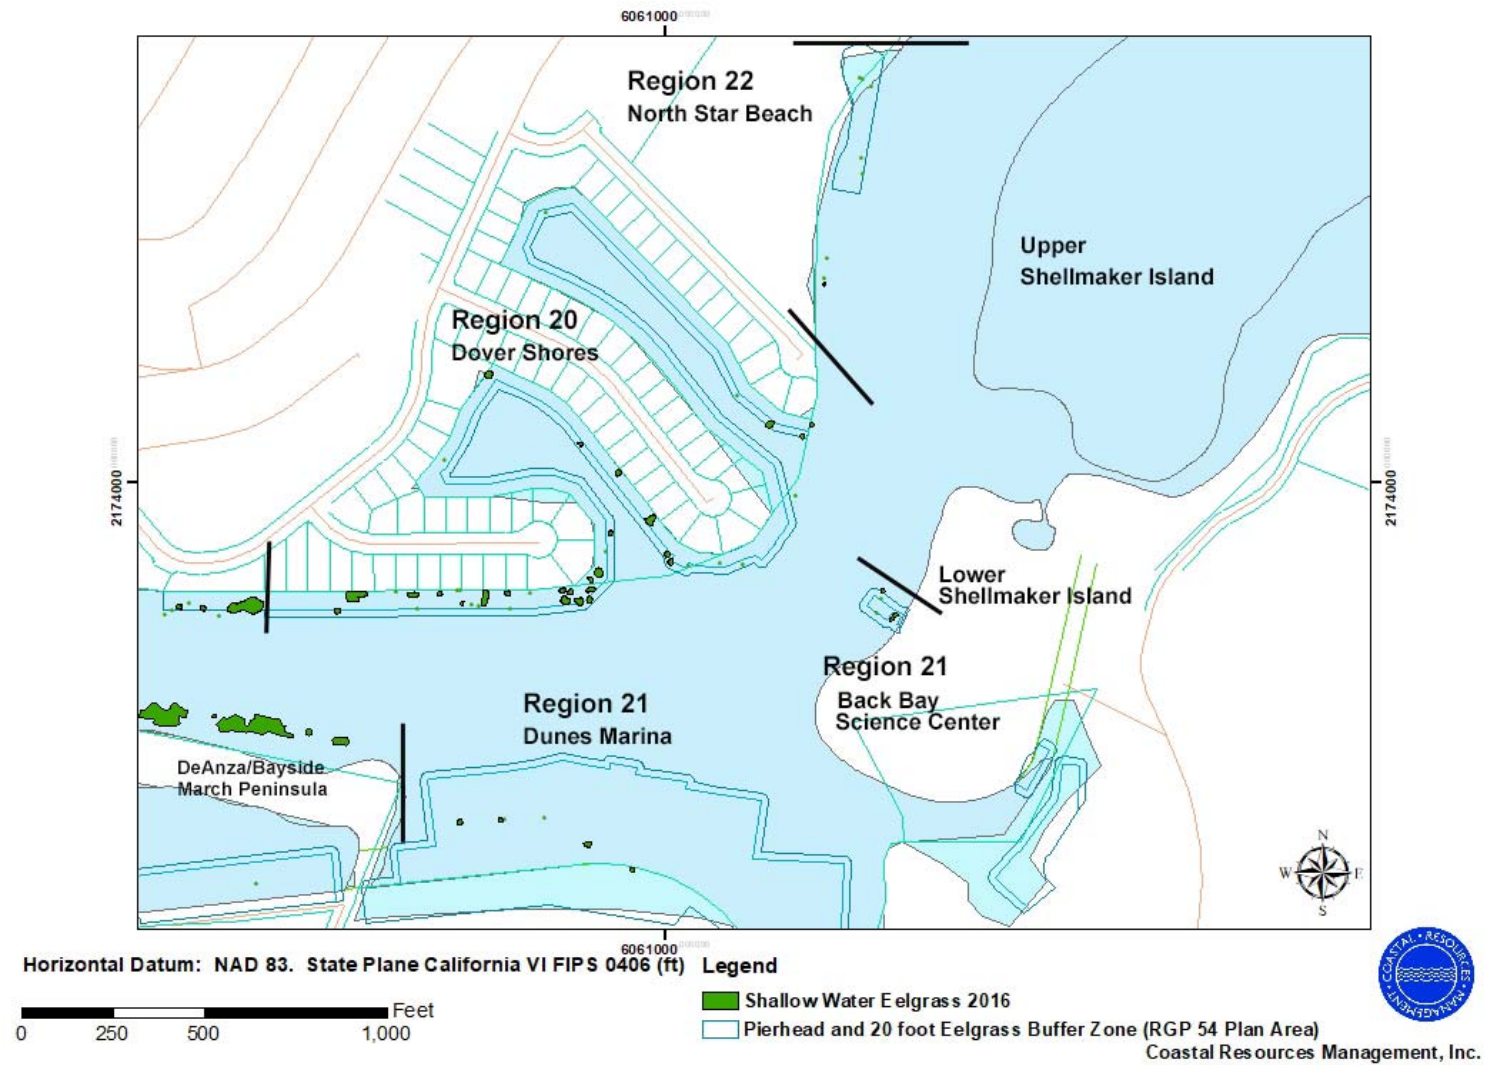 6061000
Region 22
North Star Beach
Upper
Shellmaker Island
Region 20
Dover Shores
2174000
2174000
Lower
Shellmaker Island
Region 21
Back Bay
Science Center
Region 21
Dunes Marina
DeAnza/Bayside
March Peninsula
N
W E
S
6061000
Horizontal Datum: NAD 83. State Plane California VI FIPS 0406 (ft)
Legend
Feet
0 250 500 1,000
Shallow Water Eelgrass 2016
Pierhead and 20 foot Eelgrass Buffer Zone (RGP 54 Plan Area)
COASTAL • RESOURCES • MANAGEMENT •
Coastal Resources Management, Inc.